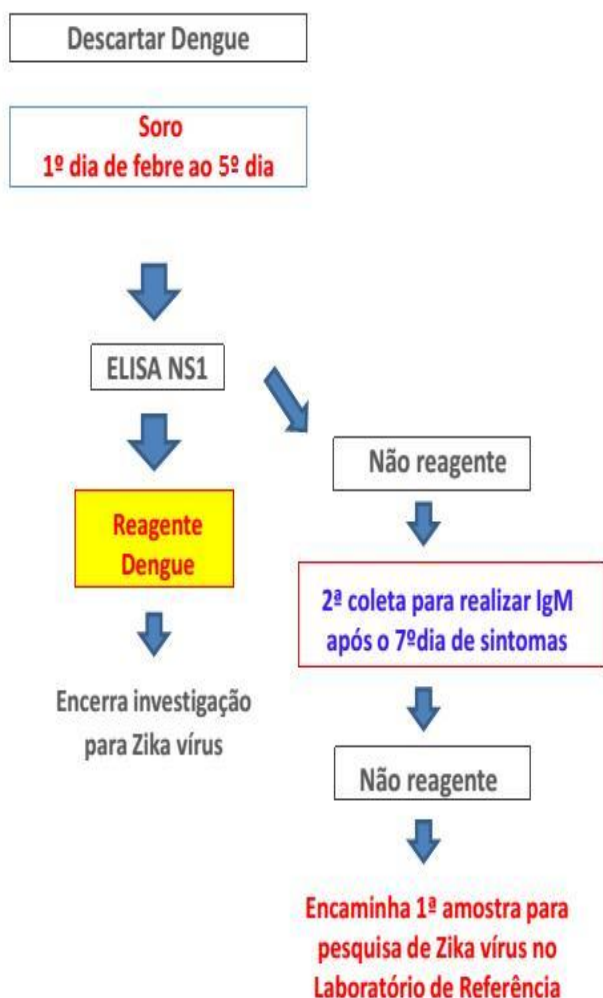 Descartar Dengue
Soro
1º dia de febre ao 5º dia
ELISA NS1
Não reagente
Reagente
Dengue
2ª coleta para realizar IgM
após o 7ºdia de sintomas
Encerra investigação
para Zika vírus
Não reagente
Encaminha 1ª amostra para
pesquisa de Zika vírus no
Laboratório de Referência